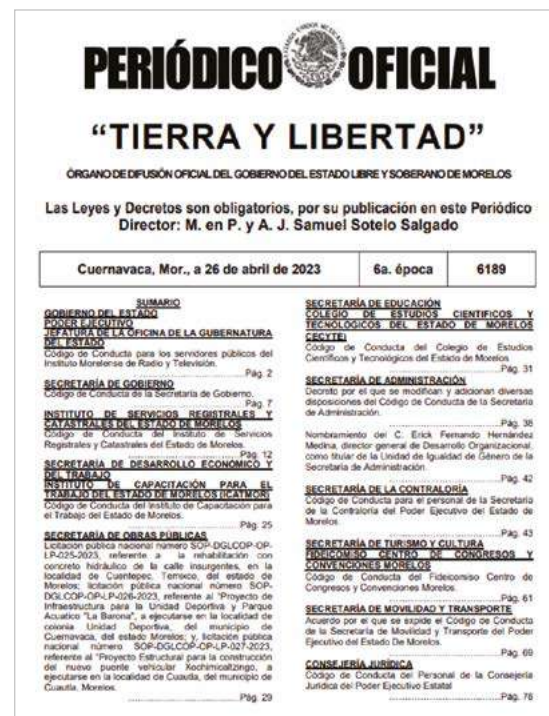 PERIÓDICO OFICIAL
“TIERRA Y LIBERTAD”
ÓRGANO DE DIFUSIÓN OFICIAL DEL GOBIERNO DEL ESTADO LIBRE Y SOBERANO DE MORELOS
Las Leyes y Decretos son obligatorios, por su publicación en este Periódico
Director: M. en P. y A. J. Samuel Sotelo Salgado
Cuernavaca, Mor., a 26 de abril de 2023
6a. época
6189
SUMARIO
GOBIERNO DEL ESTADO
PODER EJECUTIVO
JEFATURA DE LA OFICINA DE LA GUBERNATURA
DEL ESTADO
Código de Conducta para los servidores públicos del
Instituto Morelense de Radio y Televisión.
........................Pág. 2
SECRETARÍA DE GOBIERNO
Código de Conducta de la Secretaría de Gobierno.
........................Pág. 7
INSTITUTO DE SERVICIOS REGISTRALES Y
CATASTRALES DEL ESTADO DE MORELOS
Código de Conducta del Instituto de Servicios
Registrales y Catastrales del Estado de Morelos.
........................Pág. 12
SECRETARÍA DE DESARROLLO ECONÓMICO Y
DEL TRABAJO
INSTITUTO DE CAPACITACIÓN PARA EL
TRABAJO DEL ESTADO DE MORELOS (ICATMOR)
Código de Conducta del Instituto de Capacitación para
el Trabajo del Estado de Morelos.
........................Pág. 25
SECRETARÍA DE OBRAS PÚBLICAS
Licitación pública nacional número SOP-DGLCOP-OP-
LP-025-2023, referente a la rehabilitación con
concreto hidráulico de la calle insurgentes, en la
localidad de Cuentepec, Temoco, del estado de
Morelos; licitación pública nacional número SOP-
DGLCOP-OP-LP-026-2023, referente al “Proyecto de
Infraestructura para la Unidad Deportiva y Parque
Acuatico “La Barona”, a ejecutarse en la localidad de
colonia Unidad Deportiva, del municipio de
Cuernavaca, del estado Morelos; y, licitación pública
nacional número SOP-DGLCOP-OP-LP-027-2023,
referente al “Proyecto Estructural para la construcción
del nuevo puente vehicular Xochimicaltzingo, a
ejecutarse en la localidad de Cuautla, del municipio de
Cuautla, Morelos.
........................Pág. 29
SECRETARÍA DE EDUCACIÓN
COLEGIO DE ESTUDIOS CIENTIFICOS Y
TECNOLÓGICOS DEL ESTADO DE MORELOS
(CECYTE)
Código de Conducta del Colegio de Estudios
Científicos y Tecnológicos del Estado de Morelos
........................Pág. 31
SECRETARÍA DE ADMINISTRACIÓN
Decreto por el que se modifican y adicionan diversas
disposiciones del Código de Conducta de la Secretaría
de Administración.
........................Pág. 38
Nombramiento del C. Erick Fernando Hernández
Medina, director general de Desarrollo Organizacional,
como titular de la Unidad de Igualdad de Género de la
Secretaría de Administración.
........................Pág. 42
SECRETARÍA DE LA CONTRALORÍA
Código de Conducta para el personal de la Secretaría
de la Contraloría del Poder Ejecutivo del Estado de
Morelos.
........................Pág. 43
SECRETARÍA DE TURISMO Y CULTURA
FIDEICOMISO CENTRO DE CONGRESOS Y
CONVENCIONES MORELOS
Código de Conducta del Fideicomiso Centro de
Congresos y Convenciones Morelos.
........................Pág. 61
SECRETARÍA DE MOVILIDAD Y TRANSPORTE
Acuerdo por el que se expide el Código de Conducta
de la Secretaría de Movilidad y Transporte del Poder
Ejecutivo del Estado De Morelos.
........................Pág. 69
CONSEJERÍA JURÍDICA
Código de Conducta del Personal de la Consejería
Jurídica del Poder Ejecutivo Estatal
........................Pág. 76